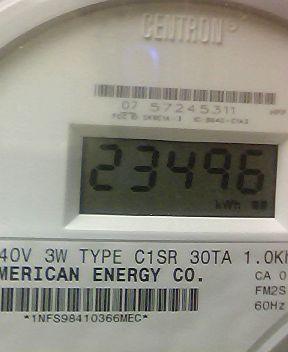 CENTRON®
07 57245311
23496
kWh
40V 3W TYPE C1SR 30TA 1.0Kh
MERICAN ENERGY CO.
CA 0
FM2S
60Hz
*1NFS98410366MEC*